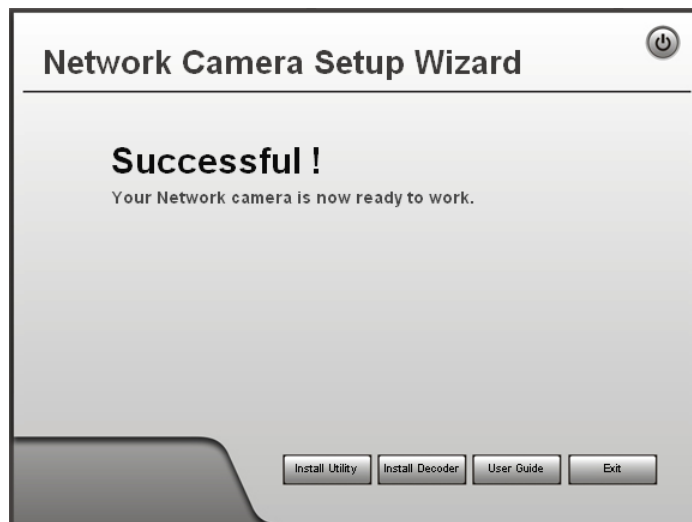 Network Camera Setup Wizard
Successful !
Your Network camera is now ready to work.
Install Utility Install Decoder User Guide Exit